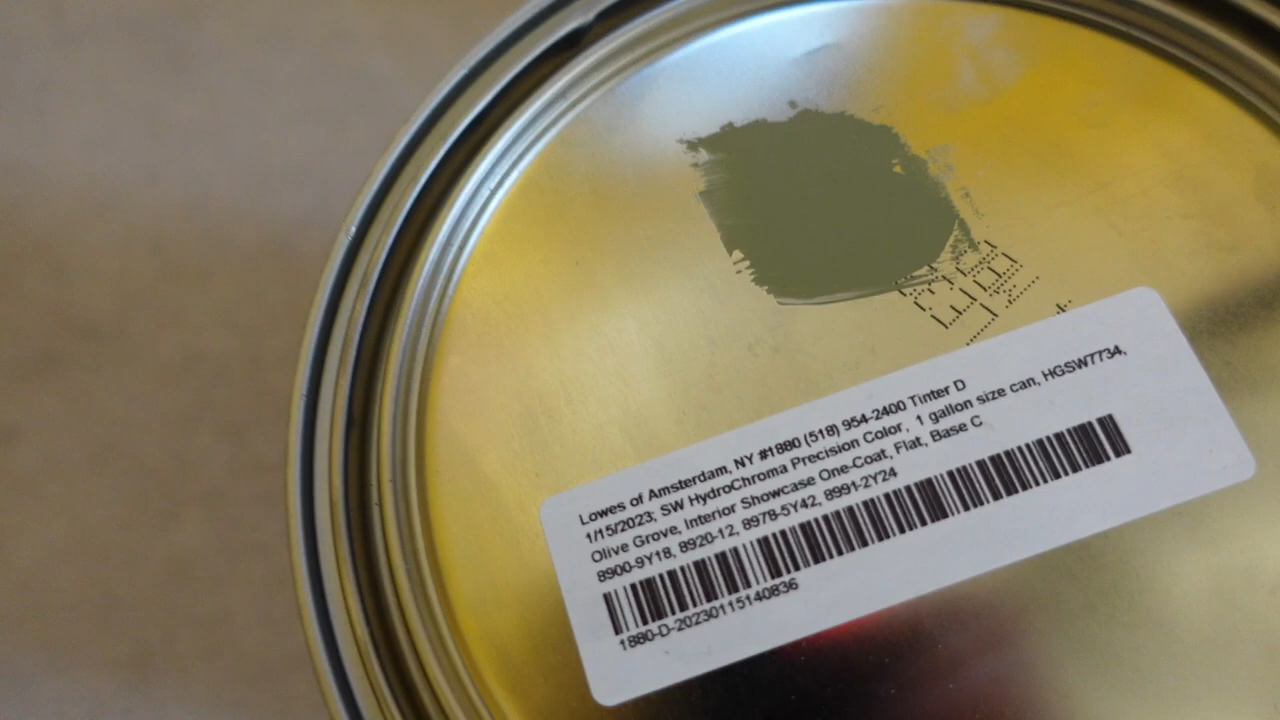 Lowes of Amsterdam, NY #1880 (518) 954-2400 Tinter D
1/15/2023; SW HydroChroma Precision Color, 1 gallon size can, HGSW7734,
Olive Grove, Interior Showcase One-Coat, Flat, Base C
8900-9Y18, 8920-12, 8978-5Y42, 8991-2Y24
1880-D-20230115140836